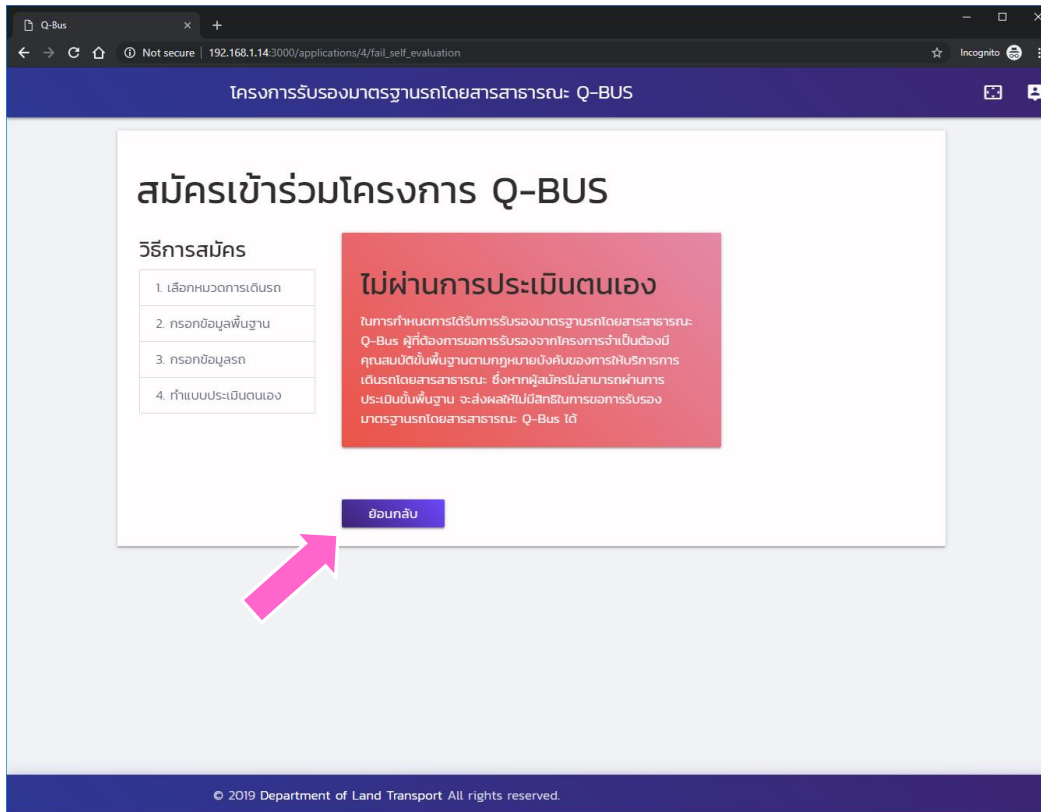 Q-Bus
Not secure | 192.168.1.14:3000/applications/4/fail_self_evaluation
Incognito
โครงการรับรองมาตรฐานรถโดยสารสาธารณะ Q-BUS
สมัครเข้าร่วมโครงการ Q-BUS
วิธีการสมัคร
1. เลือกหมวดการเดินรถ
2. กรอกข้อมูลพื้นฐาน
3. กรอกข้อมูลรถ
4. ทำแบบประเมินตนเอง
ไม่ผ่านการประเมินตนเอง
ในการกำหนดการได้รับการรับรองมาตรฐานรถโดยสารสาธารณะ
Q-Bus ผู้ที่ต้องการขอการรับรองจากโครงการจำเป็นต้องมี
คุณสมบัติขั้นพื้นฐานตามกฎหมายบังคับของการให้บริการการ
เดินรถโดยสารสาธารณะ ซึ่งหากผู้สมัครไม่สามารถผ่านการ
ประเมินขั้นพื้นฐาน จะส่งผลให้ไม่มีสิทธิในการขอการรับรอง
มาตรฐานรถโดยสารสาธารณะ Q-Bus ได้
ย้อนกลับ
© 2019 Department of Land Transport All rights reserved.